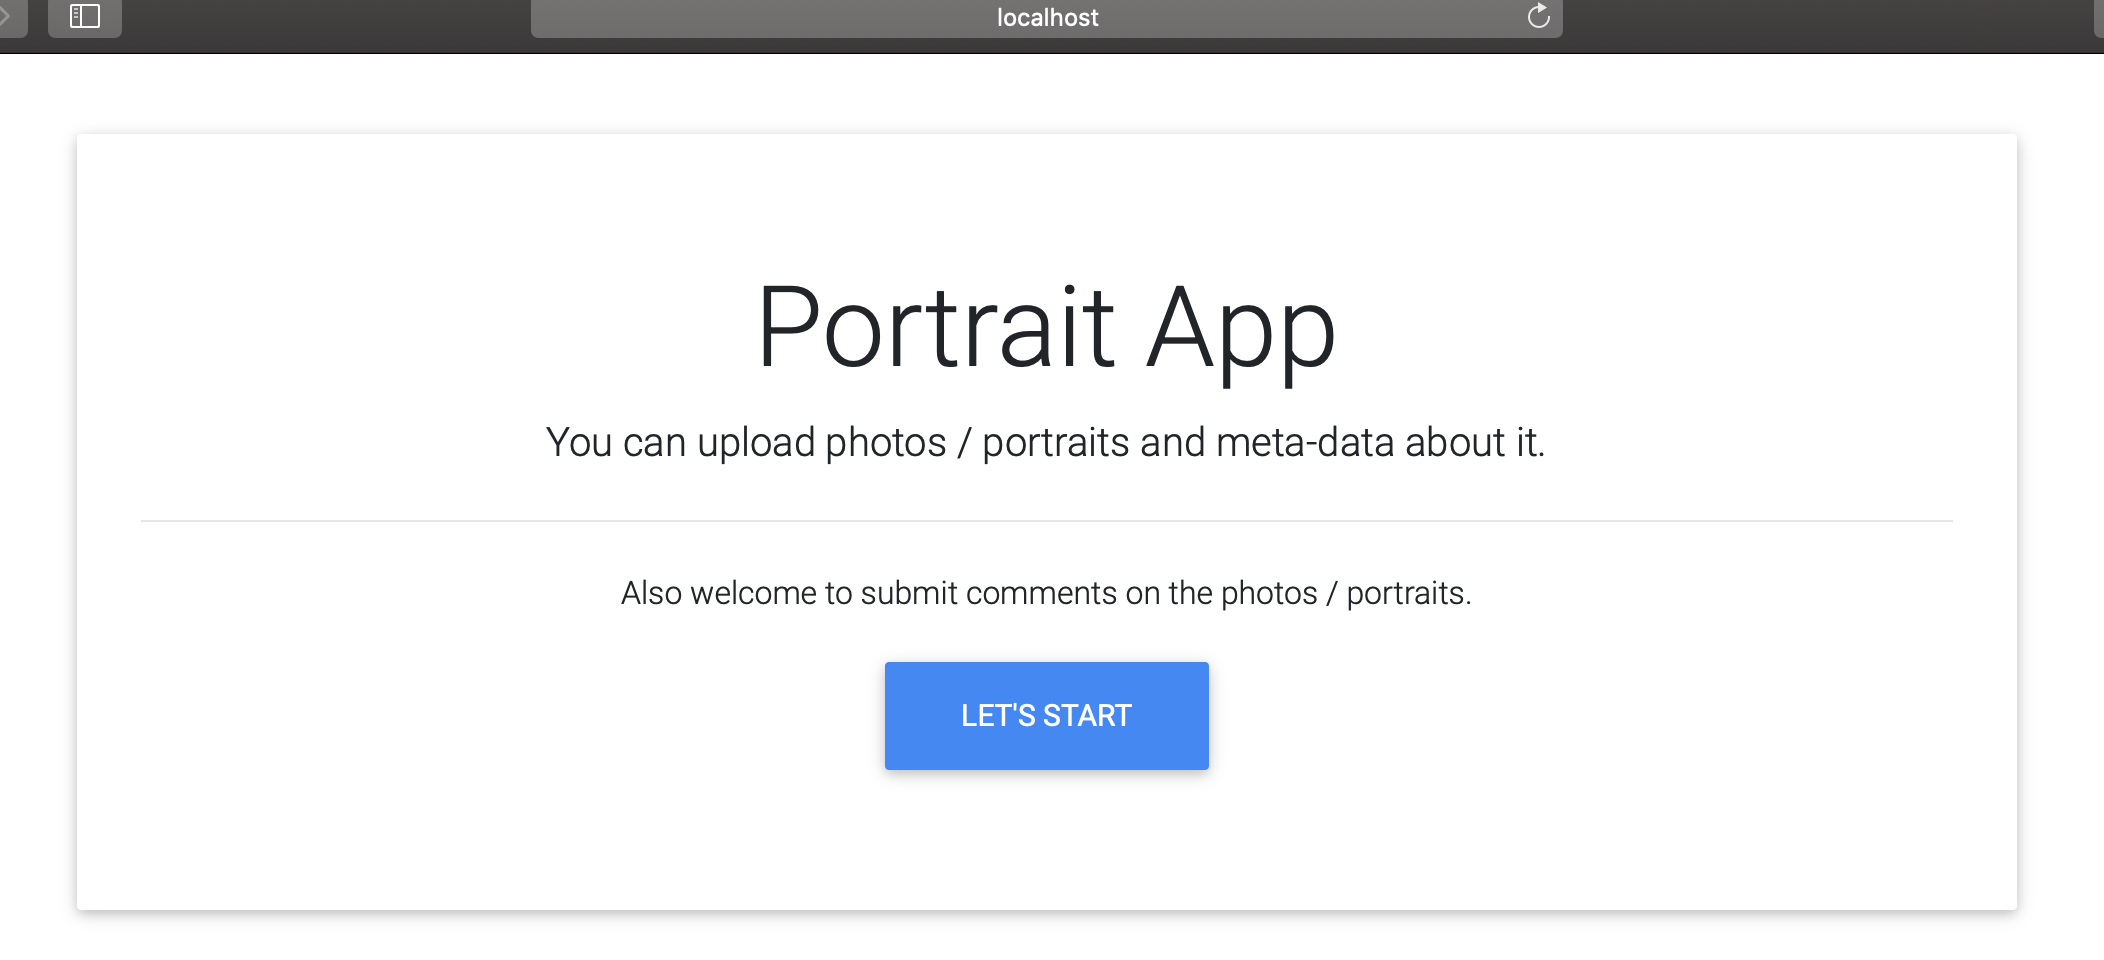 localhost
Portrait App
You can upload photos / portraits and meta-data about it.
Also welcome to submit comments on the photos / portraits.
LET'S START